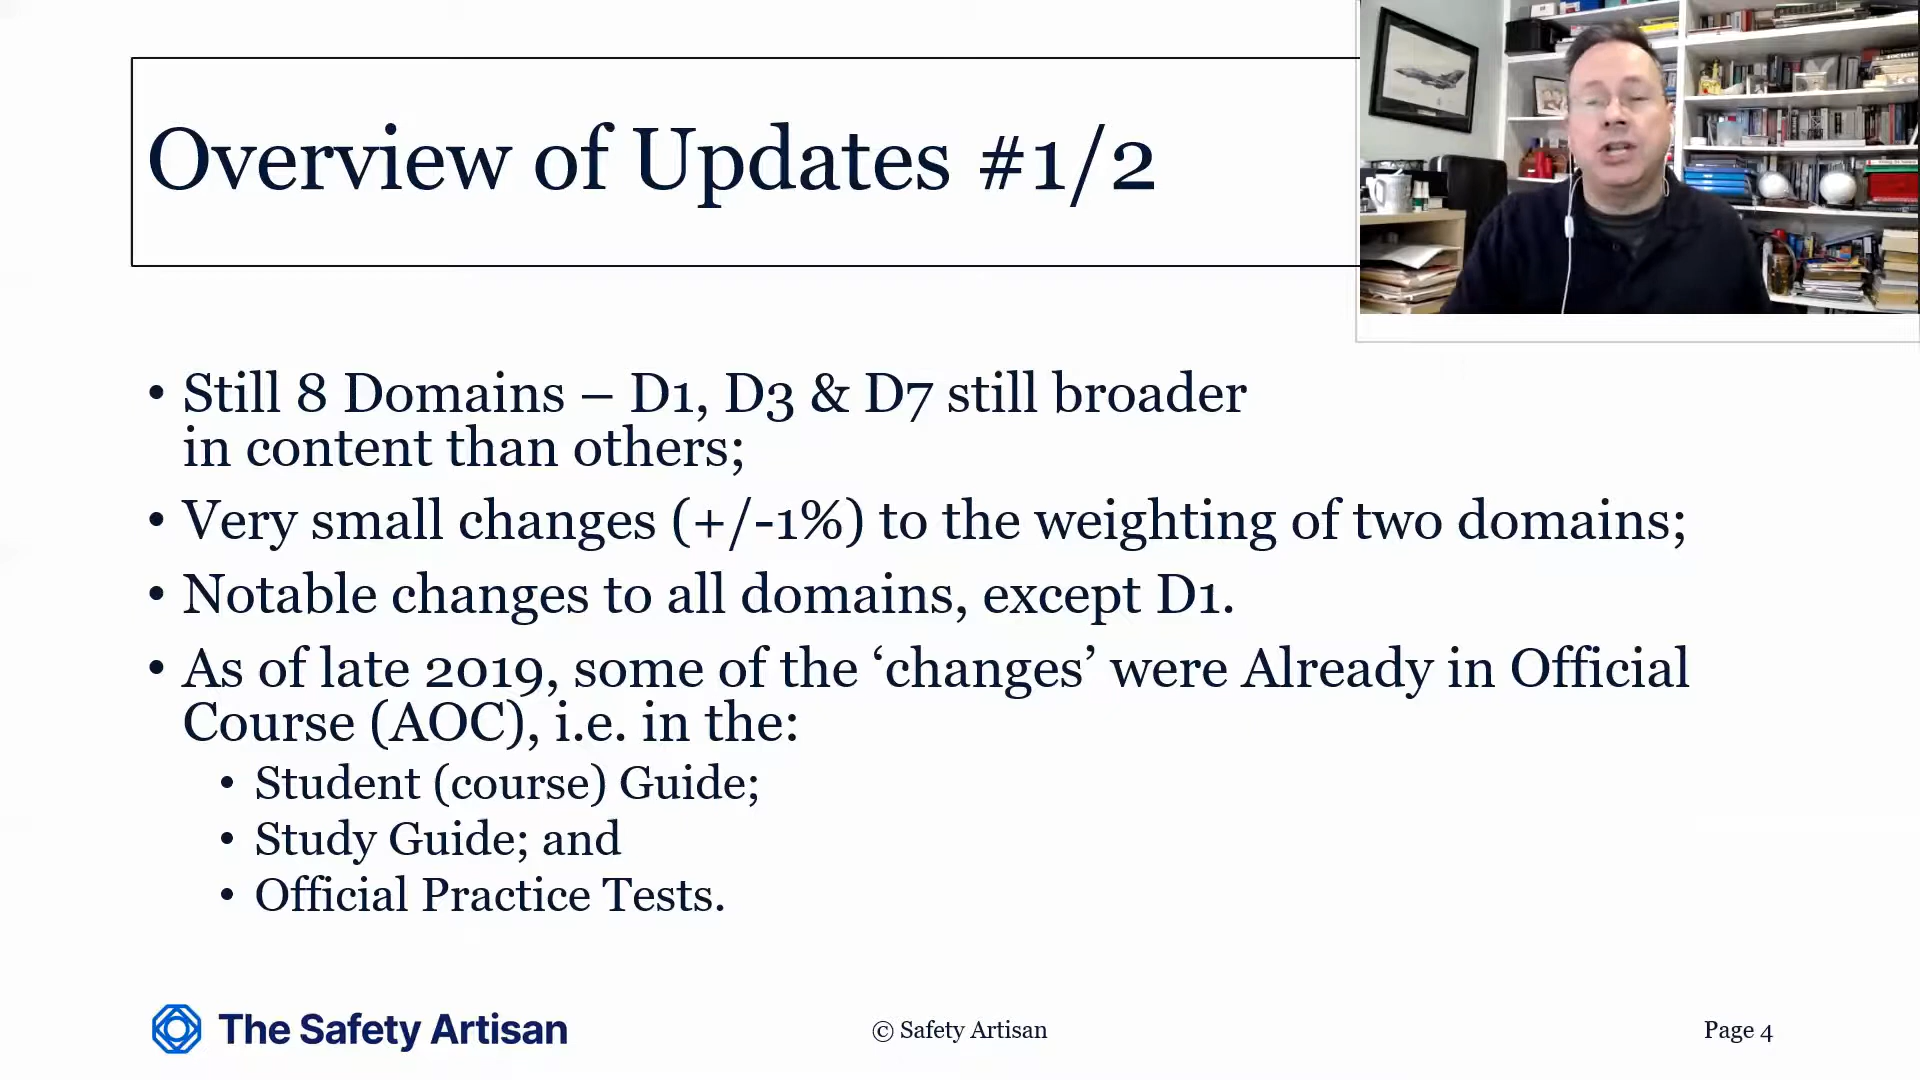 Overview of Updates #1/2
• Still 8 Domains – D1, D3 & D7 still broader
in content than others;
• Very small changes (+/-1%) to the weighting of two domains;
• Notable changes to all domains, except D1.
• As of late 2019, some of the ‘changes’ were Already in Official
Course (AOC), i.e. in the:
• Student (course) Guide;
• Study Guide; and
• Official Practice Tests.
The Safety Artisan
© Safety Artisan
Page 4